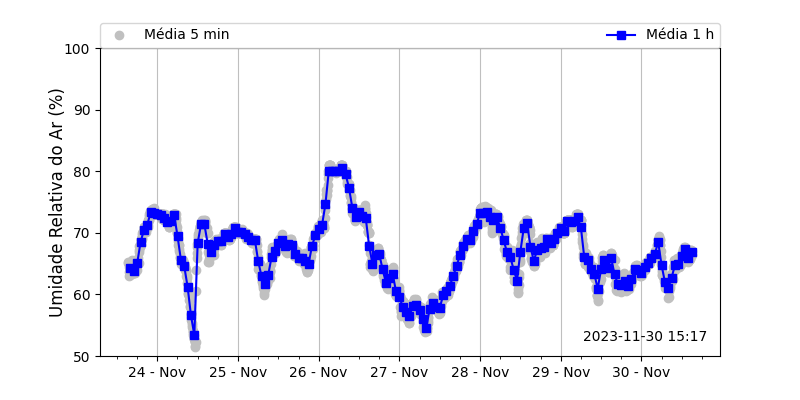 Média 5 min
Média 1 h
Umidade Relativa do Ar (%)
100
90
80
70
60
50
2023-11-30 15:17
24 - Nov
25 - Nov
26 - Nov
27 - Nov
28 - Nov
29 - Nov
30 - Nov